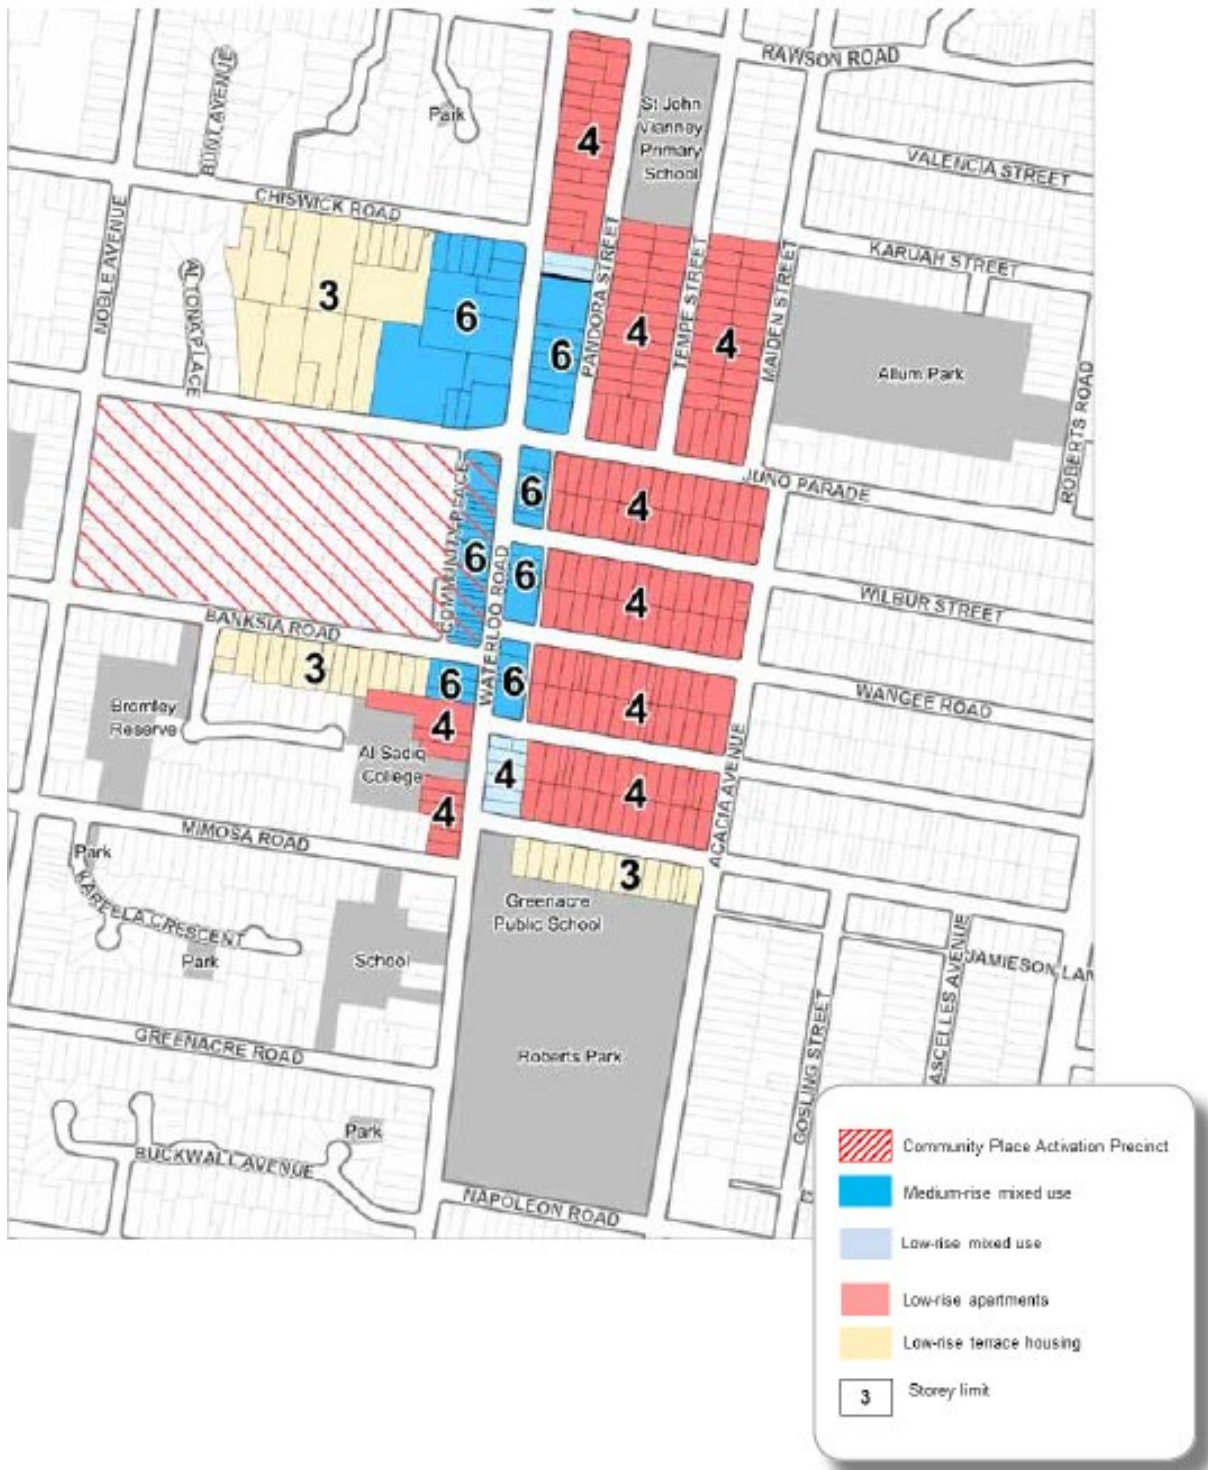 RAWSON ROAD
BUNT AVENUE
Park
St John
Vianney
Primary
School
4
VALENCIA STREET
CHISWICK ROAD
NOBLE AVENUE
ALTONA PLACE
3
6
6
PANDORA STREET
4
TEMPE STREET
4
MAIDEN STREET
KARUAH STREET
Allum Park
ROBERTS ROAD
JUNO PARADE
COMMUNITY PLACE
6
WATERLOO ROAD
6
4
6
4
WILBUR STREET
BANKSIA ROAD
3
6
6
4
WANGEE ROAD
Bromley
Reserve
4
Al Sadiq
College
4
4
4
ACACIA AVENUE
MIMOSA ROAD
Park
KAREELA CRESCENT
Park
School
3
Greenacre
Public School
Roberts Park
GREENACRE ROAD
GOSLING STREET
ASCELLES AVENUE
JAMIESON LAN
Park
BUCKWALL AVENUE
NAPOLEON ROAD
Community Place Activation Precinct
Medium-rise mixed use
Low-rise mixed use
Low-rise apartments
Low-rise terrace housing
3 Storey limit